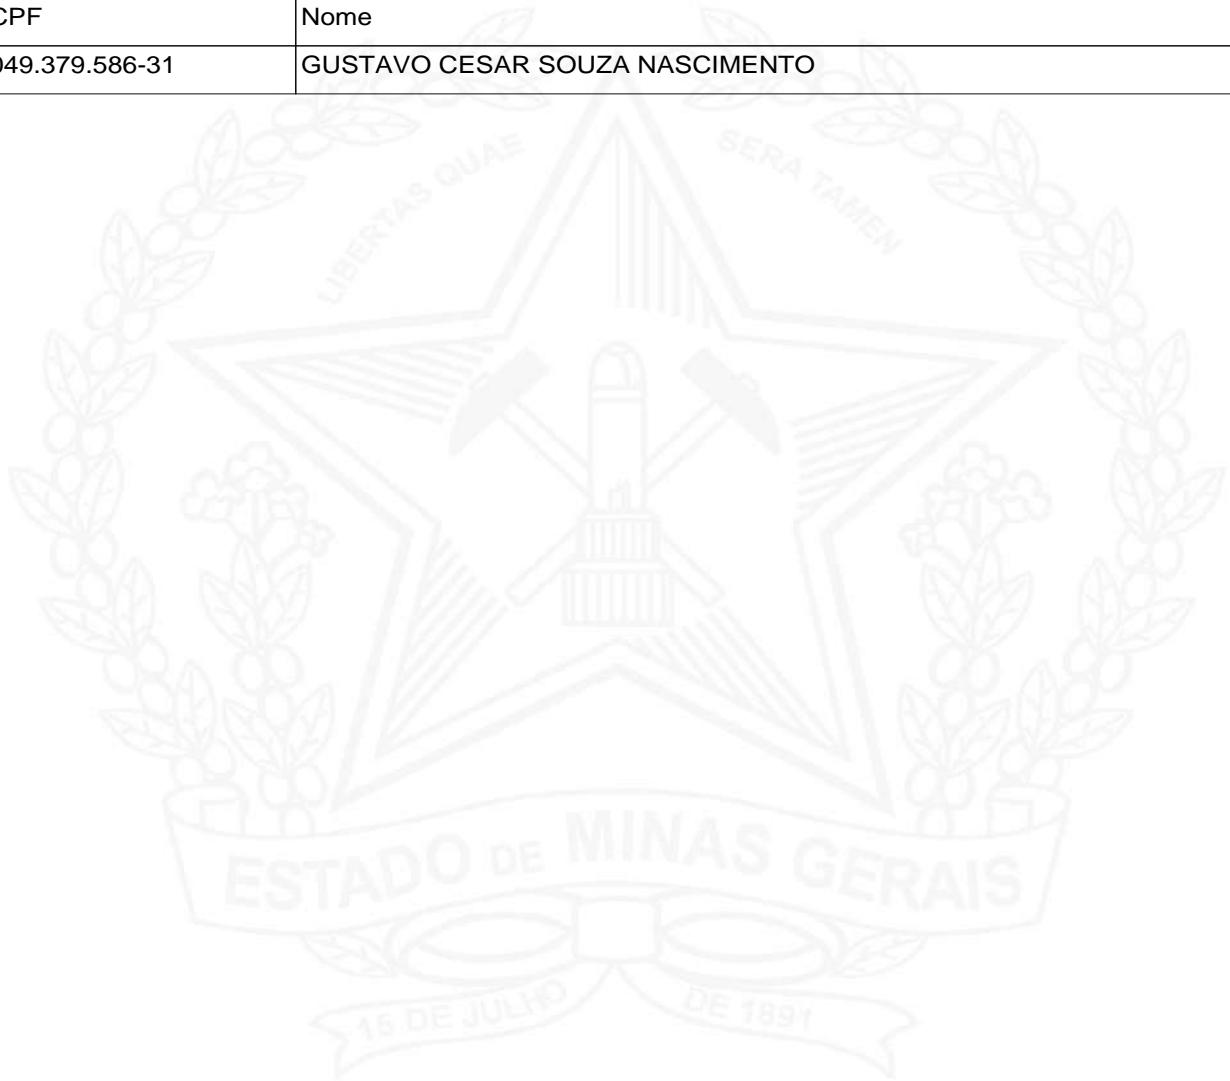 CPF Nome
049.379.586-31 GUSTAVO CESAR SOUZA NASCIMENTO
LIBERTAS QUAE SERA TAMEN
ESTADO DE MINAS GERAIS
15 DE JULHO DE 1891